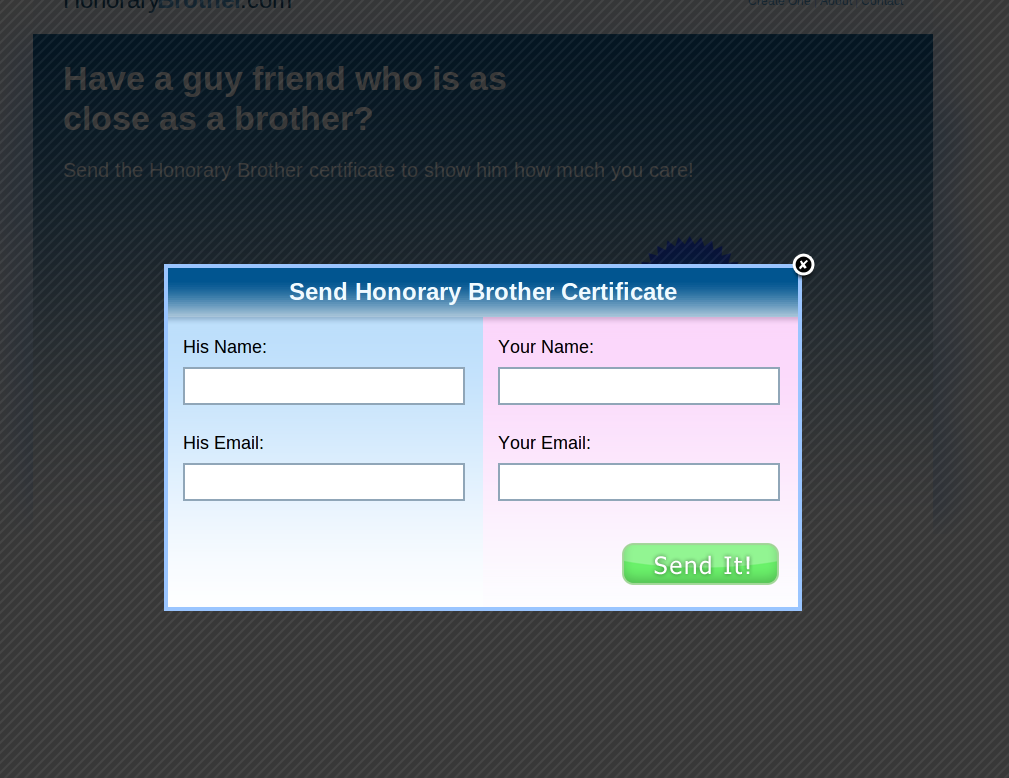 HonoraryBrother.com
Create One | About | Contact
Have a guy friend who is as
close as a brother?
Send the Honorary Brother certificate to show him how much you care!
Send Honorary Brother Certificate
His Name:
Your Name:
His Email:
Your Email:
Send It!